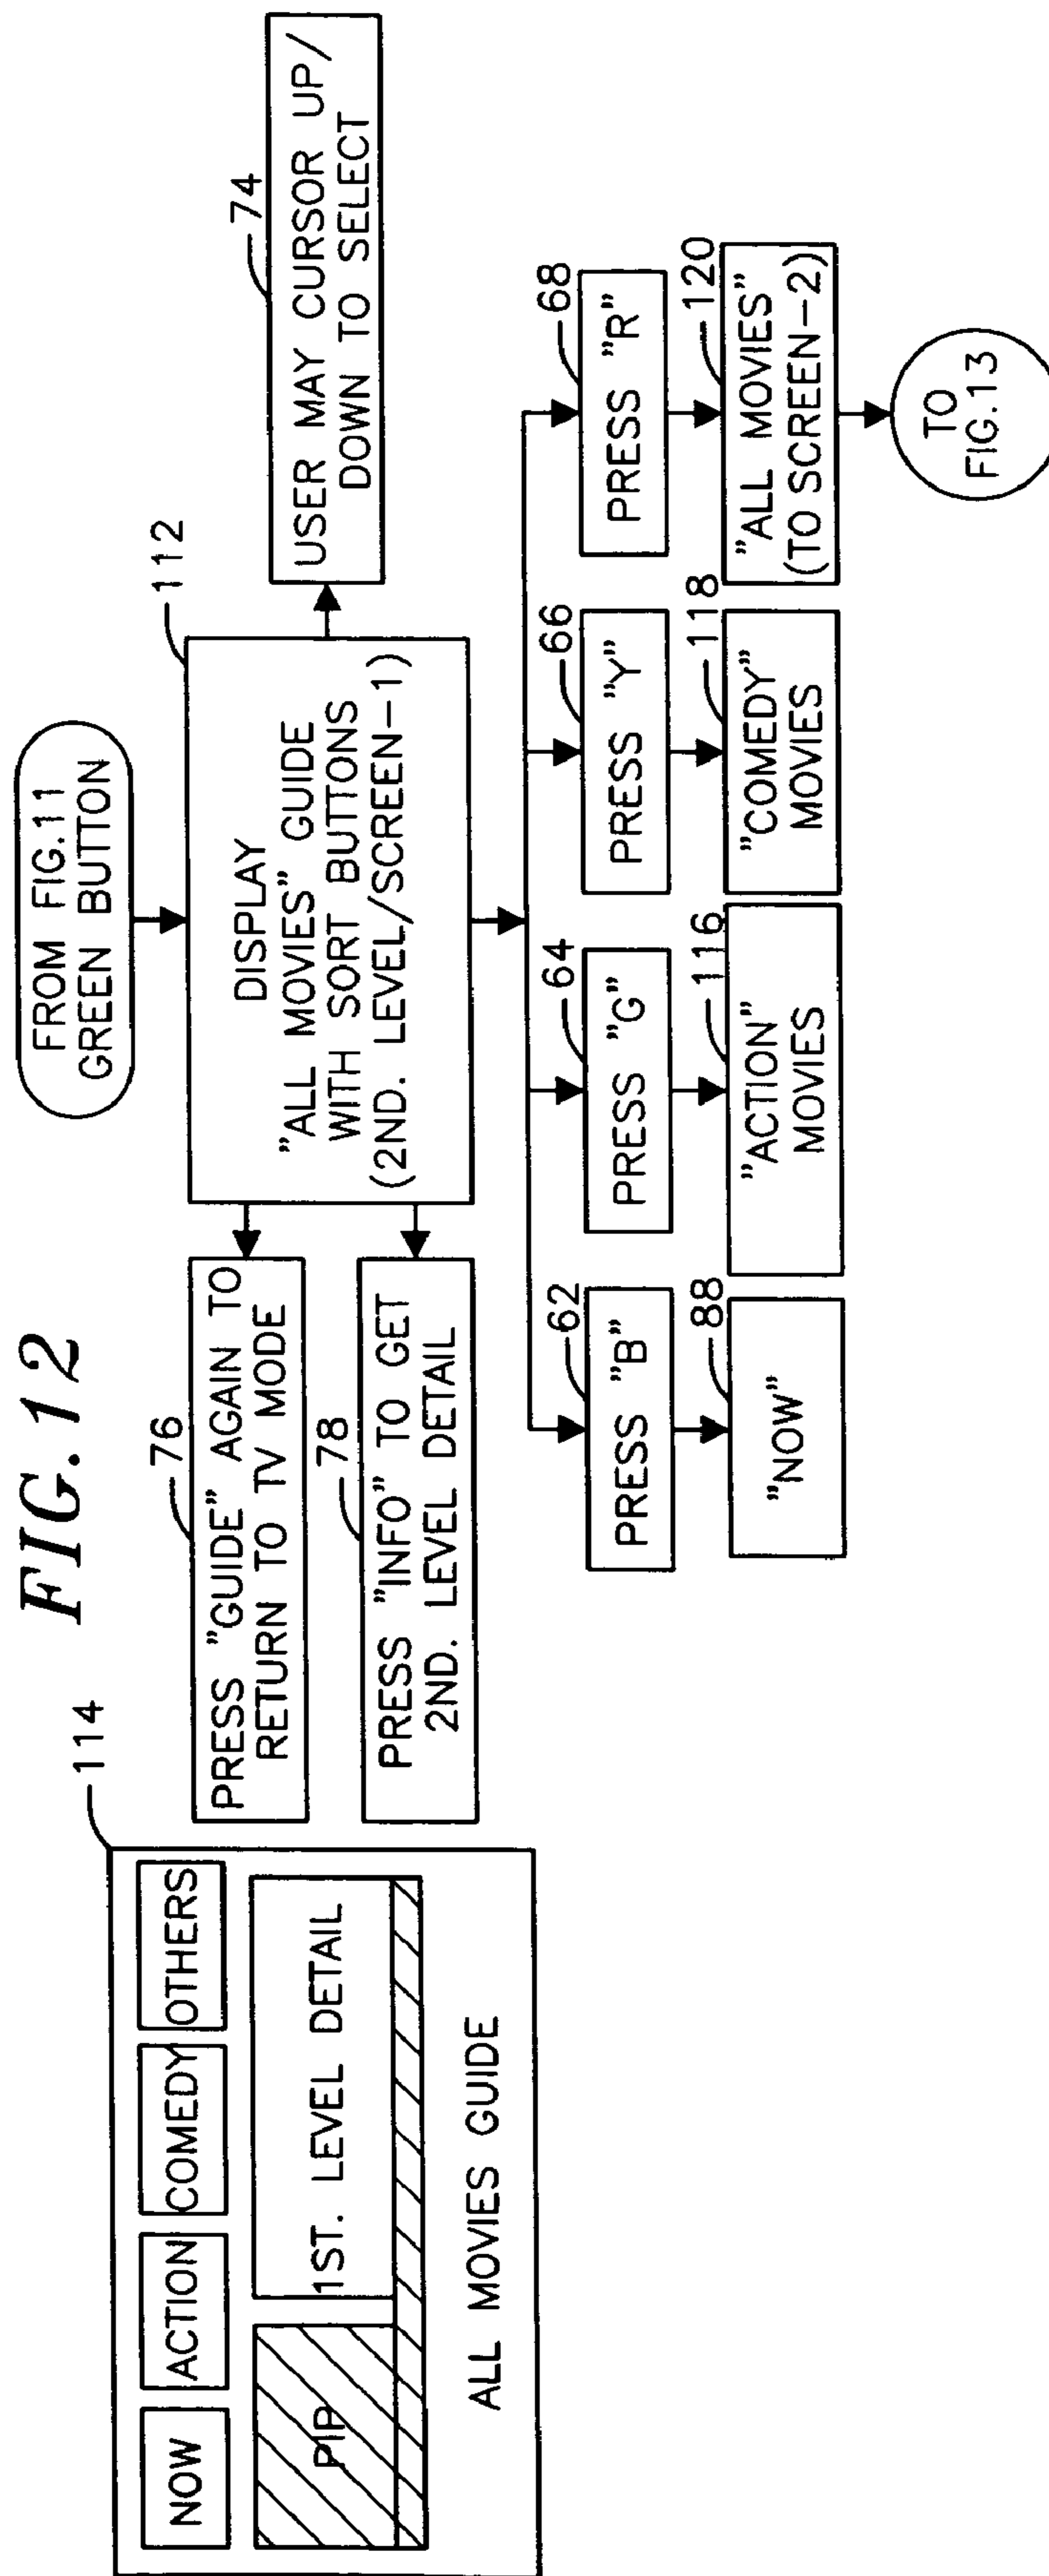 FIG.12
114
NOW
ACTION
COMEDY
OTHERS
PIP
1ST. LEVEL DETAIL
ALL MOVIES GUIDE
FROM FIG.11
GREEN BUTTON
112
DISPLAY
"ALL MOVIES" GUIDE
WITH SORT BUTTONS
(2ND. LEVEL/SCREEN-1)
76
PRESS "GUIDE" AGAIN TO
RETURN TO TV MODE
78
PRESS "INFO" TO GET
2ND. LEVEL DETAIL
74
USER MAY CURSOR UP/
DOWN TO SELECT
62
PRESS "B"
88
"NOW"
64
PRESS "G"
116
"ACTION"
MOVIES
66
PRESS "Y"
118
"COMEDY"
MOVIES
68
PRESS "R"
120
"ALL MOVIES"
(TO SCREEN-2)
TO
FIG.13